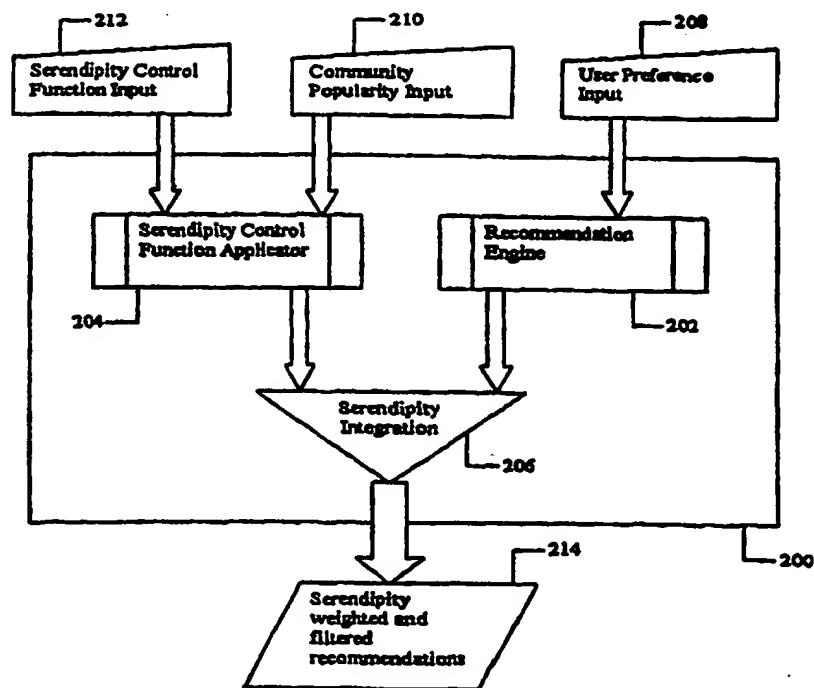 212
210
208
Serendipity Control
Function Input
Community
Popularity Input
User Preference
Input
Serendipity Control
Function Applicator
Recommendation
Engine
204
202
Serendipity
Integration
206
200
214
Serendipity
weighted and
filtered
recommendations